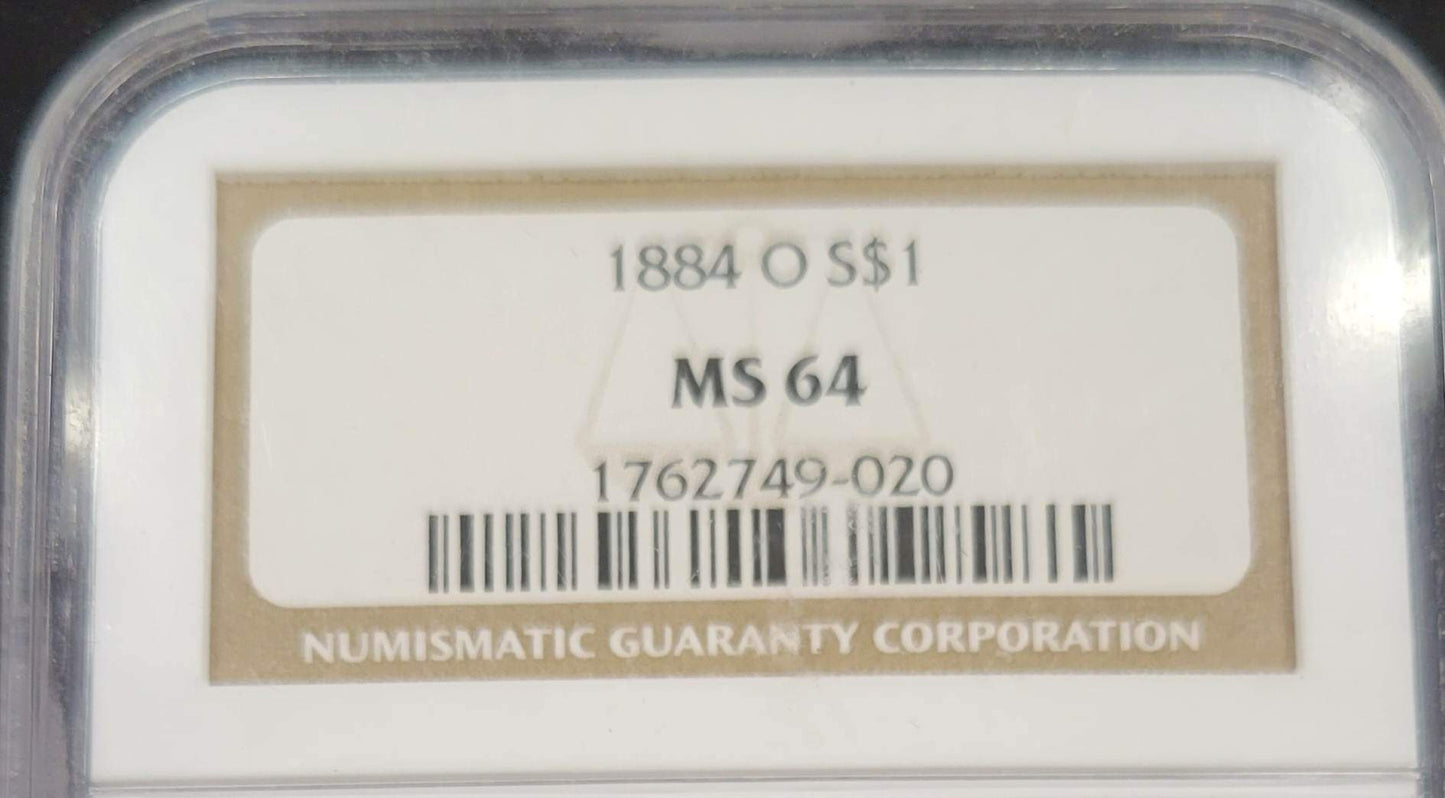 1884 O S$1
MS 64
1762749-020
NUMISMATIC GUARANTY CORPORATION